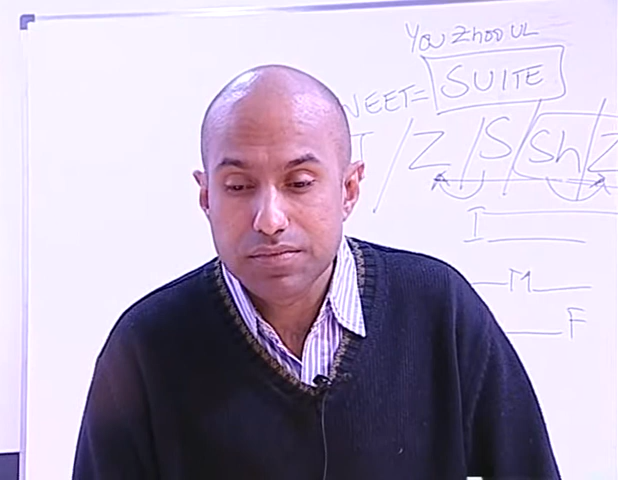 YOU ZHOO UL
WEET= SUITE
I / Z / S / Sh / Z
I
M
F